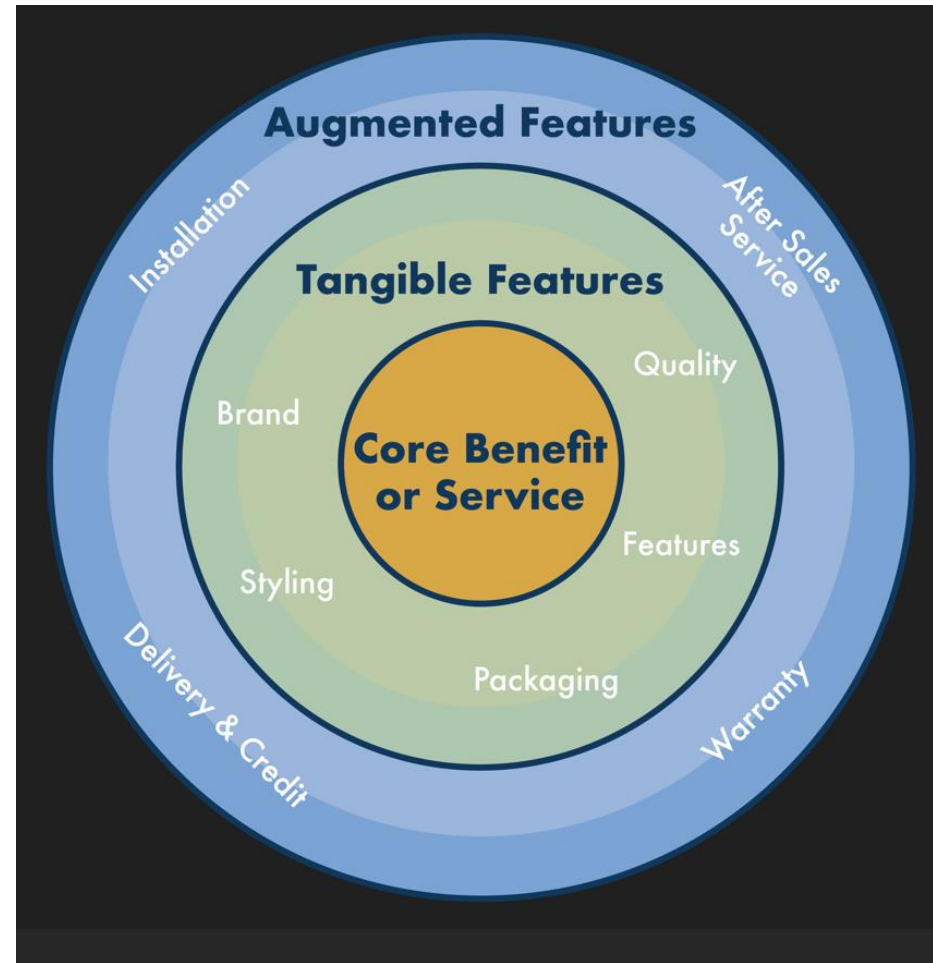 Augmented Features
Installation
After Sales
Service
Tangible Features
Quality
Brand
Core Benefit
or Service
Features
Styling
Packaging
Delivery & Credit
Warranty